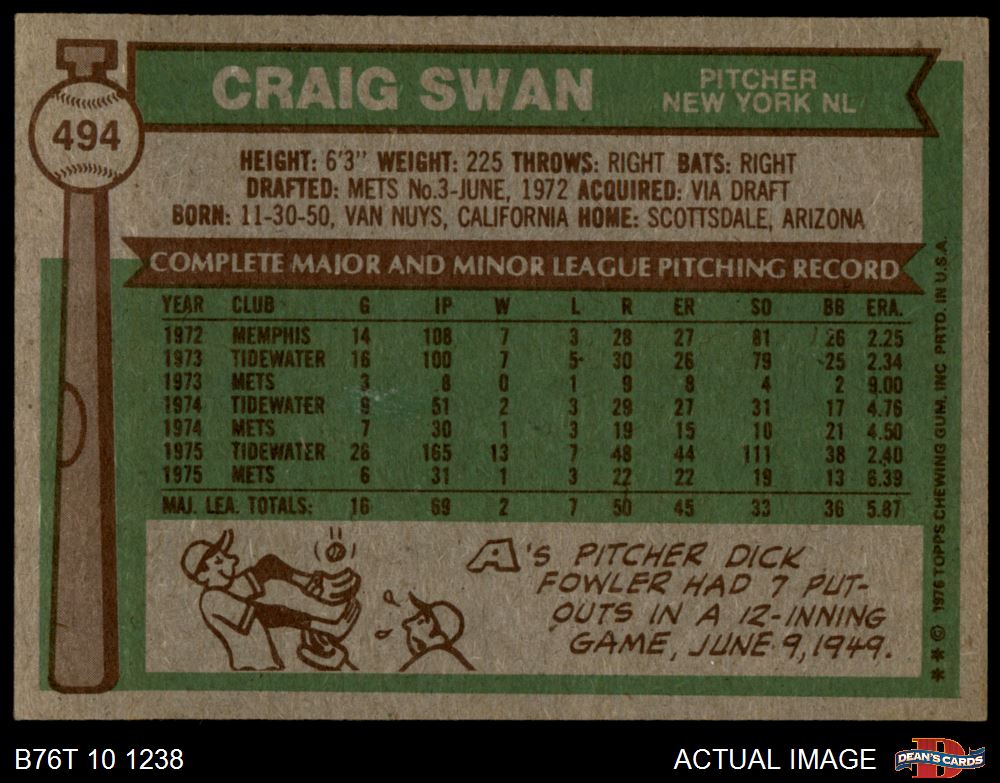 494
CRAIG SWAN
PITCHER
NEW YORK NL
HEIGHT: 6'3" WEIGHT: 225 THROWS: RIGHT BATS: RIGHT
DRAFTED: METS No.3-JUNE, 1972 ACQUIRED: VIA DRAFT
BORN: 11-30-50, VAN NUYS, CALIFORNIA HOME: SCOTTSDALE, ARIZONA
COMPLETE MAJOR AND MINOR LEAGUE PITCHING RECORD
YEAR CLUB G IP W L R ER SO BB ERA.
1972 MEMPHIS 14 108 7 3 28 27 81 26 2.25
1973 TIDEWATER 16 100 7 5 30 26 79 25 2.34
1973 METS 3 8 0 1 9 8 4 2 9.00
1974 TIDEWATER 9 51 2 3 29 27 31 17 4.76
1974 METS 7 30 1 3 19 15 10 21 4.50
1975 TIDEWATER 26 165 13 7 48 44 111 38 2.40
1975 METS 6 31 1 3 22 22 19 13 6.39
MAJ. LEA. TOTALS: 16 69 2 7 50 45 33 36 5.87
A'S PITCHER DICK
FOWLER HAD 7 PUT-
OUTS IN A 12-INNING
GAME, JUNE 9, 1949.
** © 1976 TOPPS CHEWING GUM, INC PRTD. IN U.S.A.
B76T 10 1238
ACTUAL IMAGE
D
DEAN'S CARDS